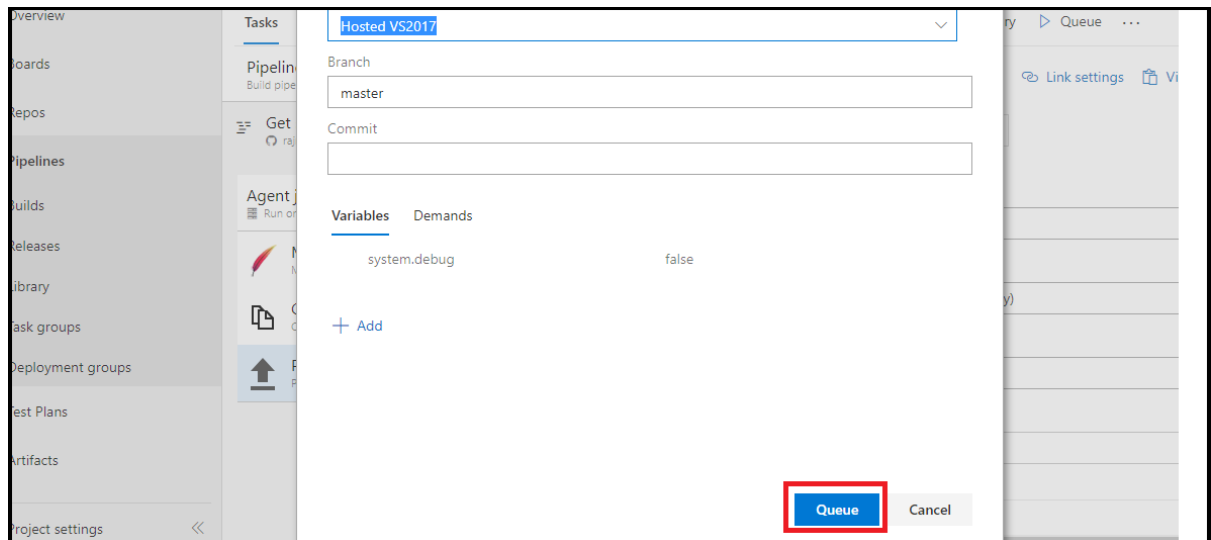 Overview
Boards
Repos
Pipelines
Builds
Releases
Library
Task groups
Deployment groups
Test Plans
Artifacts
Project settings
Tasks
Pipelin
Build pipe
Get
raj
Agent j
Run on
Hosted VS2017
Branch
master
Commit
Variables Demands
system.debug false
+ Add
Queue Cancel
ry Queue ...
Link settings Vi
y)